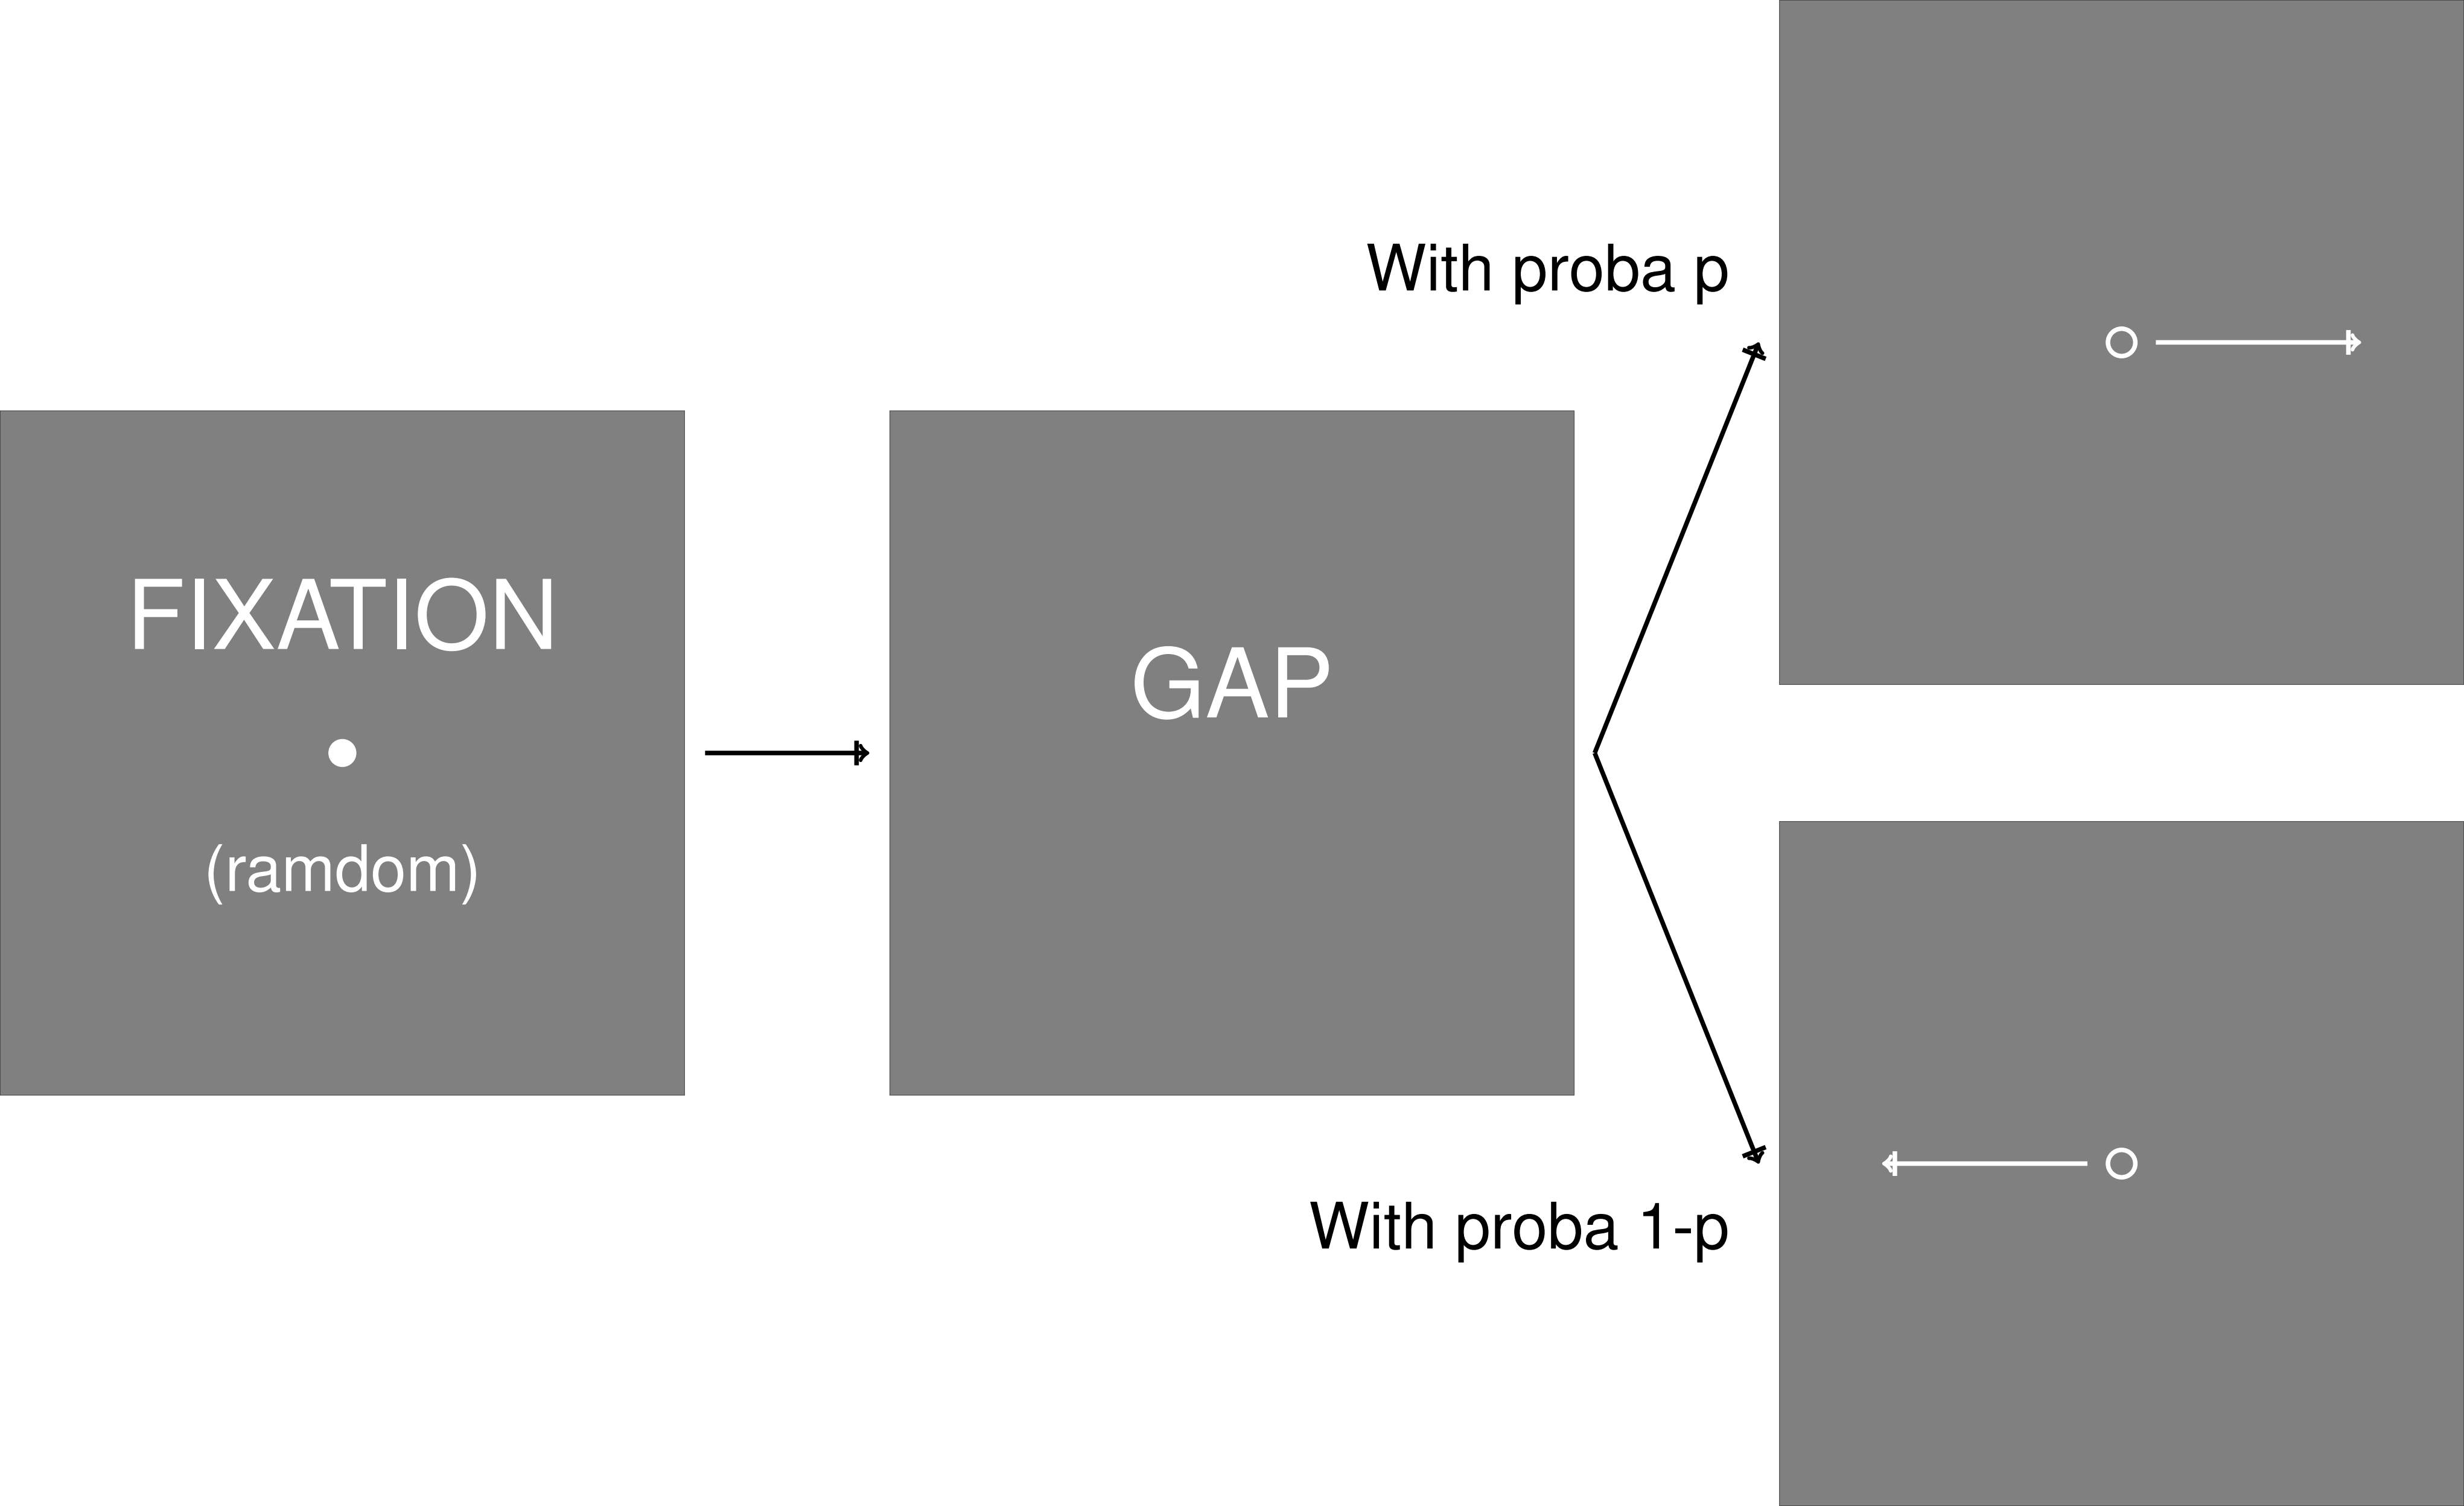 FIXATION
(ramdom)
GAP
With proba p
With proba 1-p